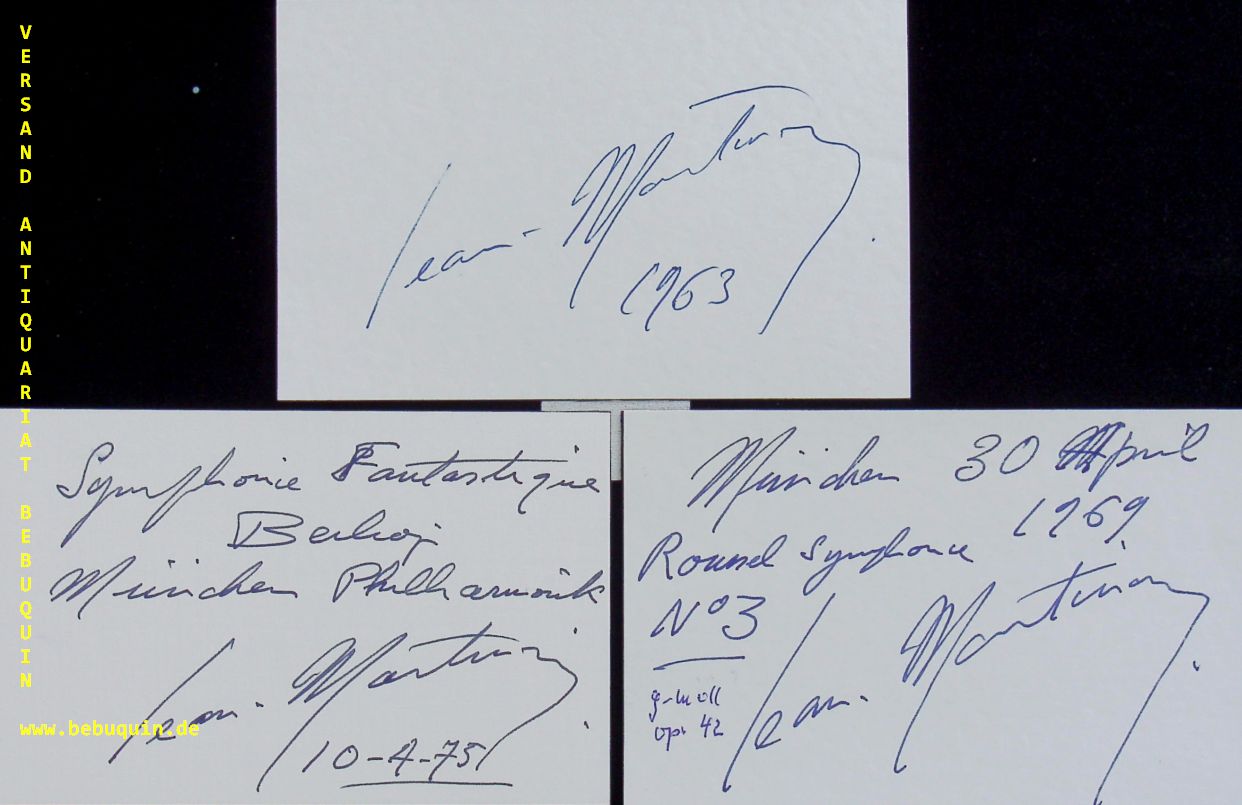 VERSAND ANTIQUARIAT BEBUQUIN
www.bebuquin.de
Jean-Martinon
1963
Symphonie Fantastique
Berlioz
München Philharmonik
Jean-Martinon
10-4-75
München 30 April
1969
Roussel Symphonie
N°3
g-moll
op. 42
Jean-Martinon